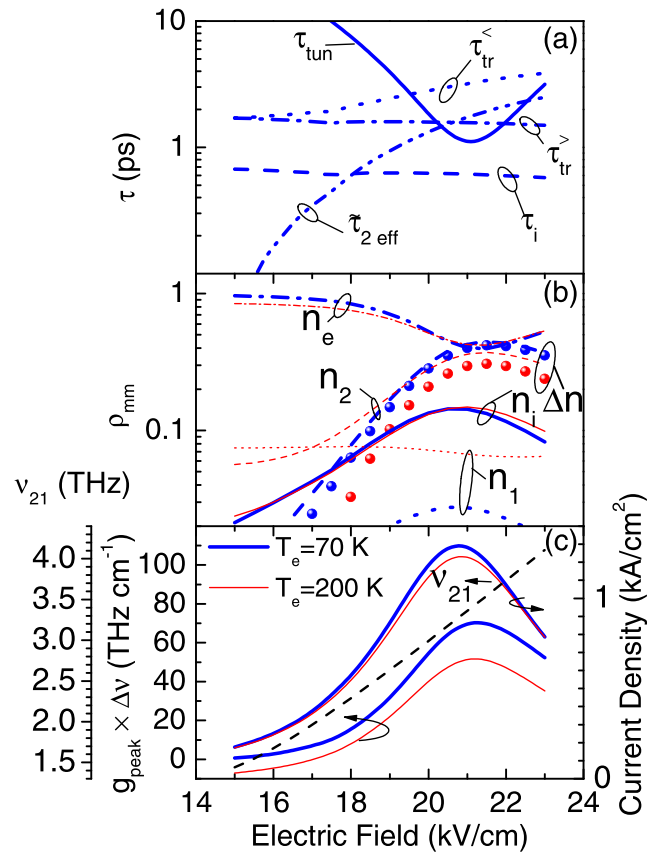 10
τ_tun
τ_tr^<
(a)
τ (ps)
1
τ_tr^>
τ̃_2 eff
τ_i
1
(b)
n_e
ρ_mm
n_2
n_i
Δn
0.1
n_1
ν_21 (THz)
(c)
T_e=70 K
T_e=200 K
ν_21
4.0
3.5
3.0
2.5
2.0
1.5
g_peak × Δν (THz cm^-1)
100
80
60
40
20
0
1
0
Current Density (kA/cm^2)
14 16 18 20 22 24
Electric Field (kV/cm)